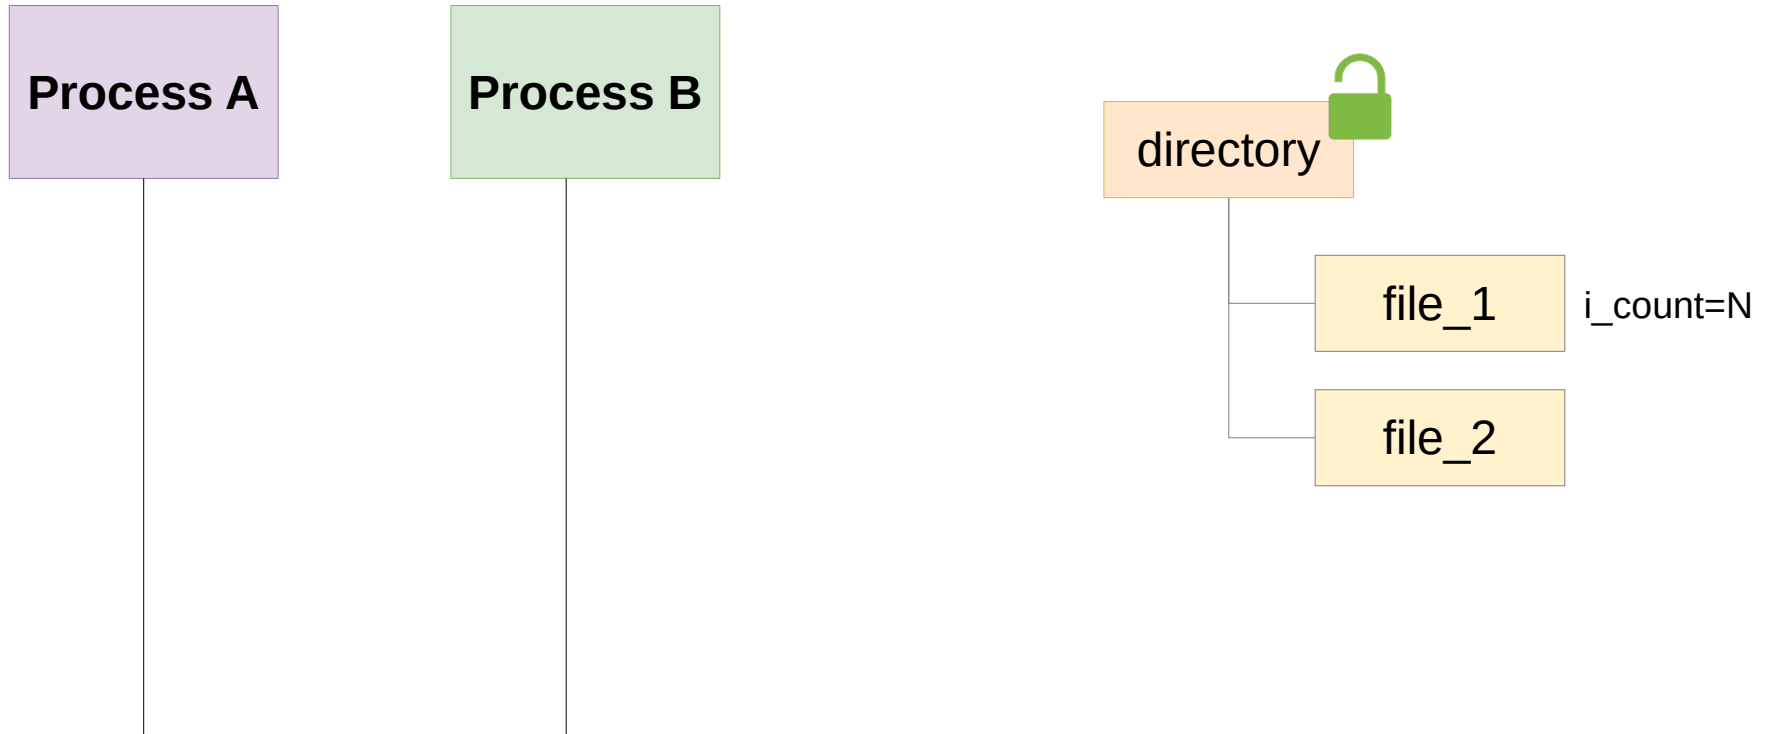 Process A
Process B
directory
file_1
i_count=N
file_2